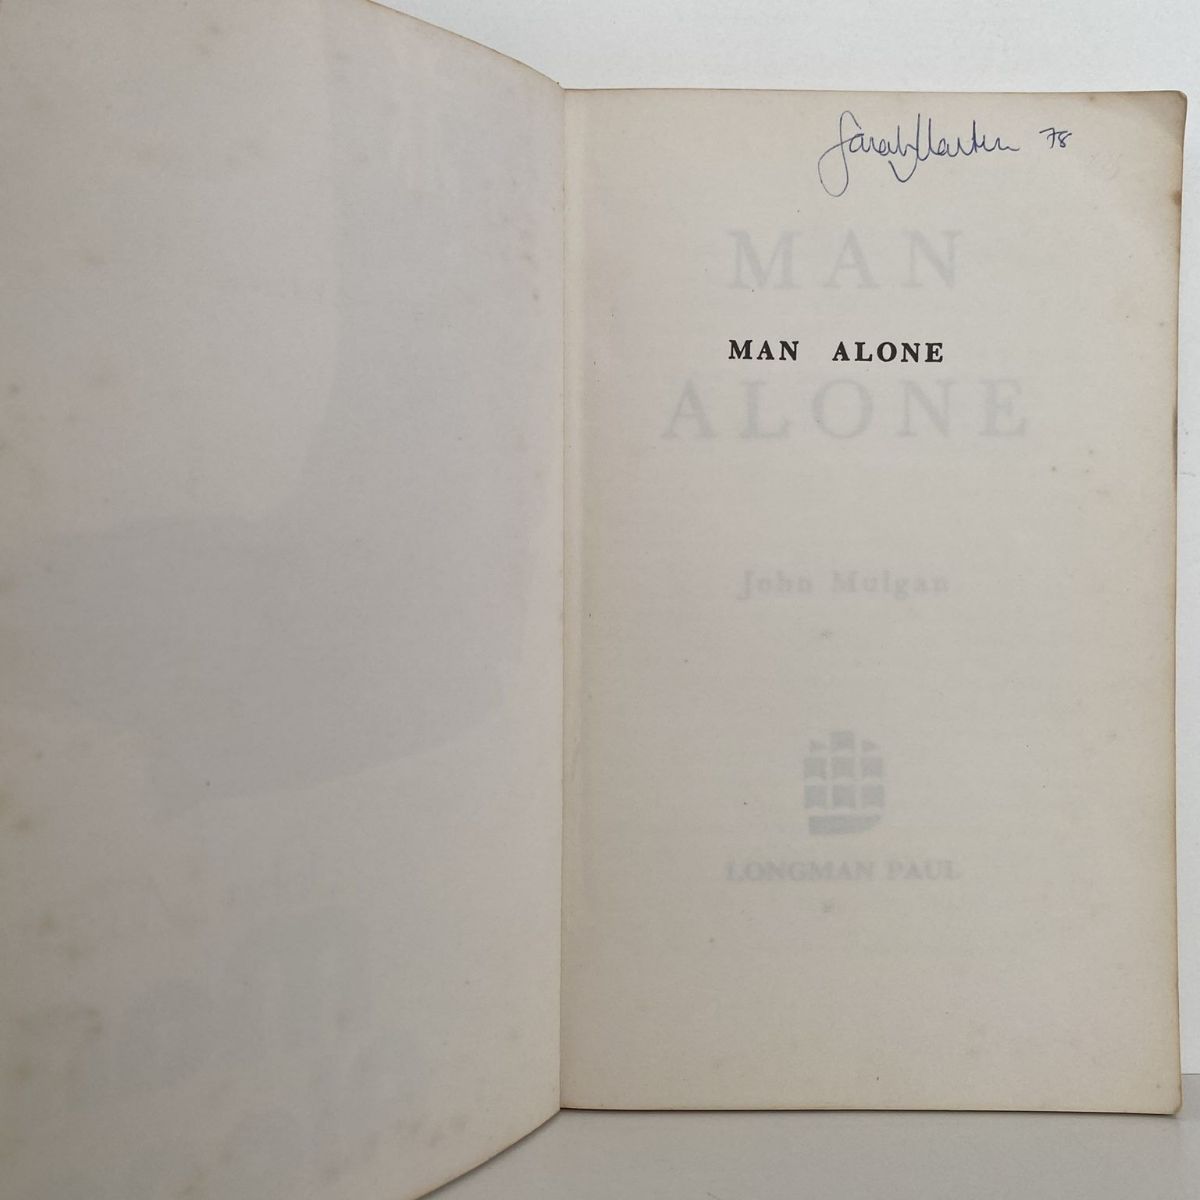 Sarah Martin 78
MAN
MAN ALONE
ALONE
John Mulgan
LONGMAN PAUL